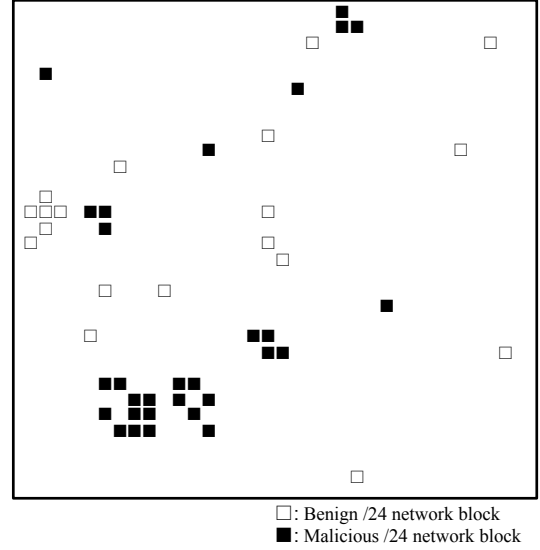 □: Benign /24 network block
■: Malicious /24 network block